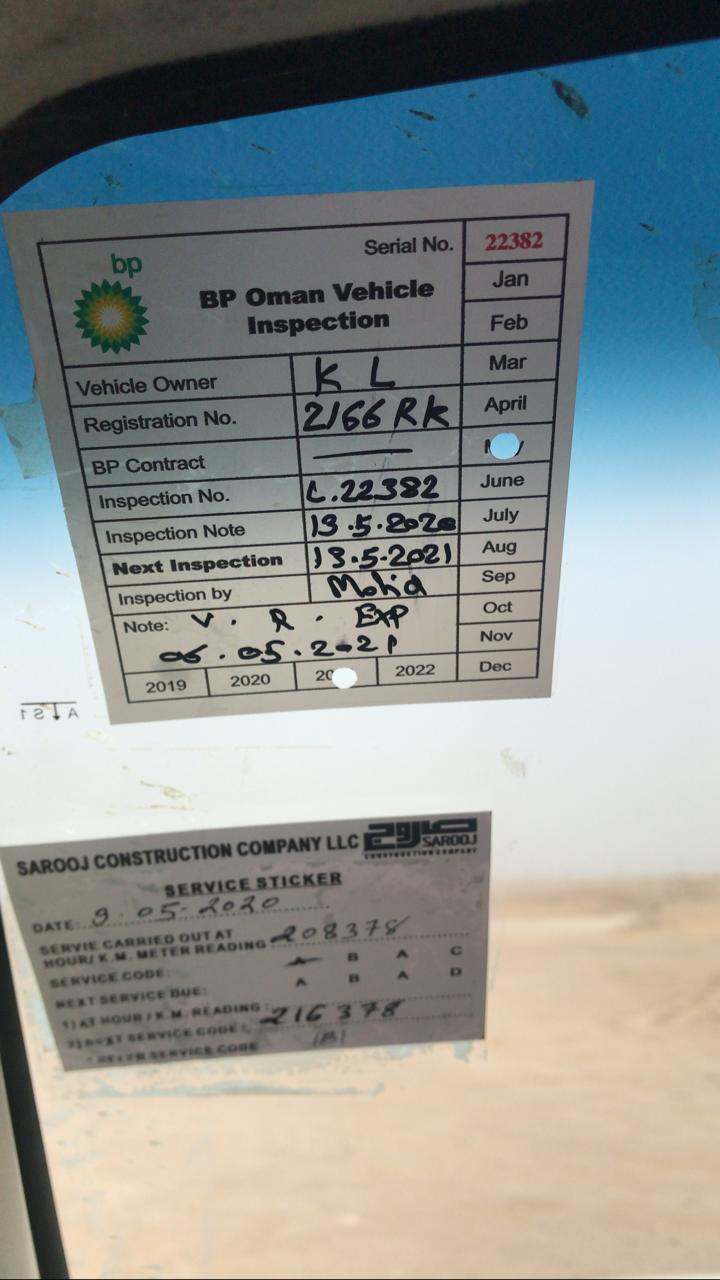 bp
Serial No. 22382
BP Oman Vehicle
Inspection
Jan
Feb
Mar
April
June
July
Aug
Sep
Oct
Nov
Dec
Vehicle Owner K L
Registration No. 2166 RK
BP Contract
Inspection No. C.22382
Inspection Note 13.5.2020
Next Inspection 13.5.2021
Inspection by
Note: V. R. EXP
06.05.2021
2019 2020 2022
SAROOJ CONSTRUCTION COMPANY LLC صاروج SAROOJ
CONSTRUCTION COMPANY
SERVICE STICKER
DATE: 9.05-2020
SERVIE CARRIED OUT AT
HOUR/ K.M. METER READING 208378
SERVICE CODE: A B A C
NEXT SERVICE DUE: A B A D
1) AT HOUR / K.M. READING: 216378
2) NEXT SERVICE CODE: (B)